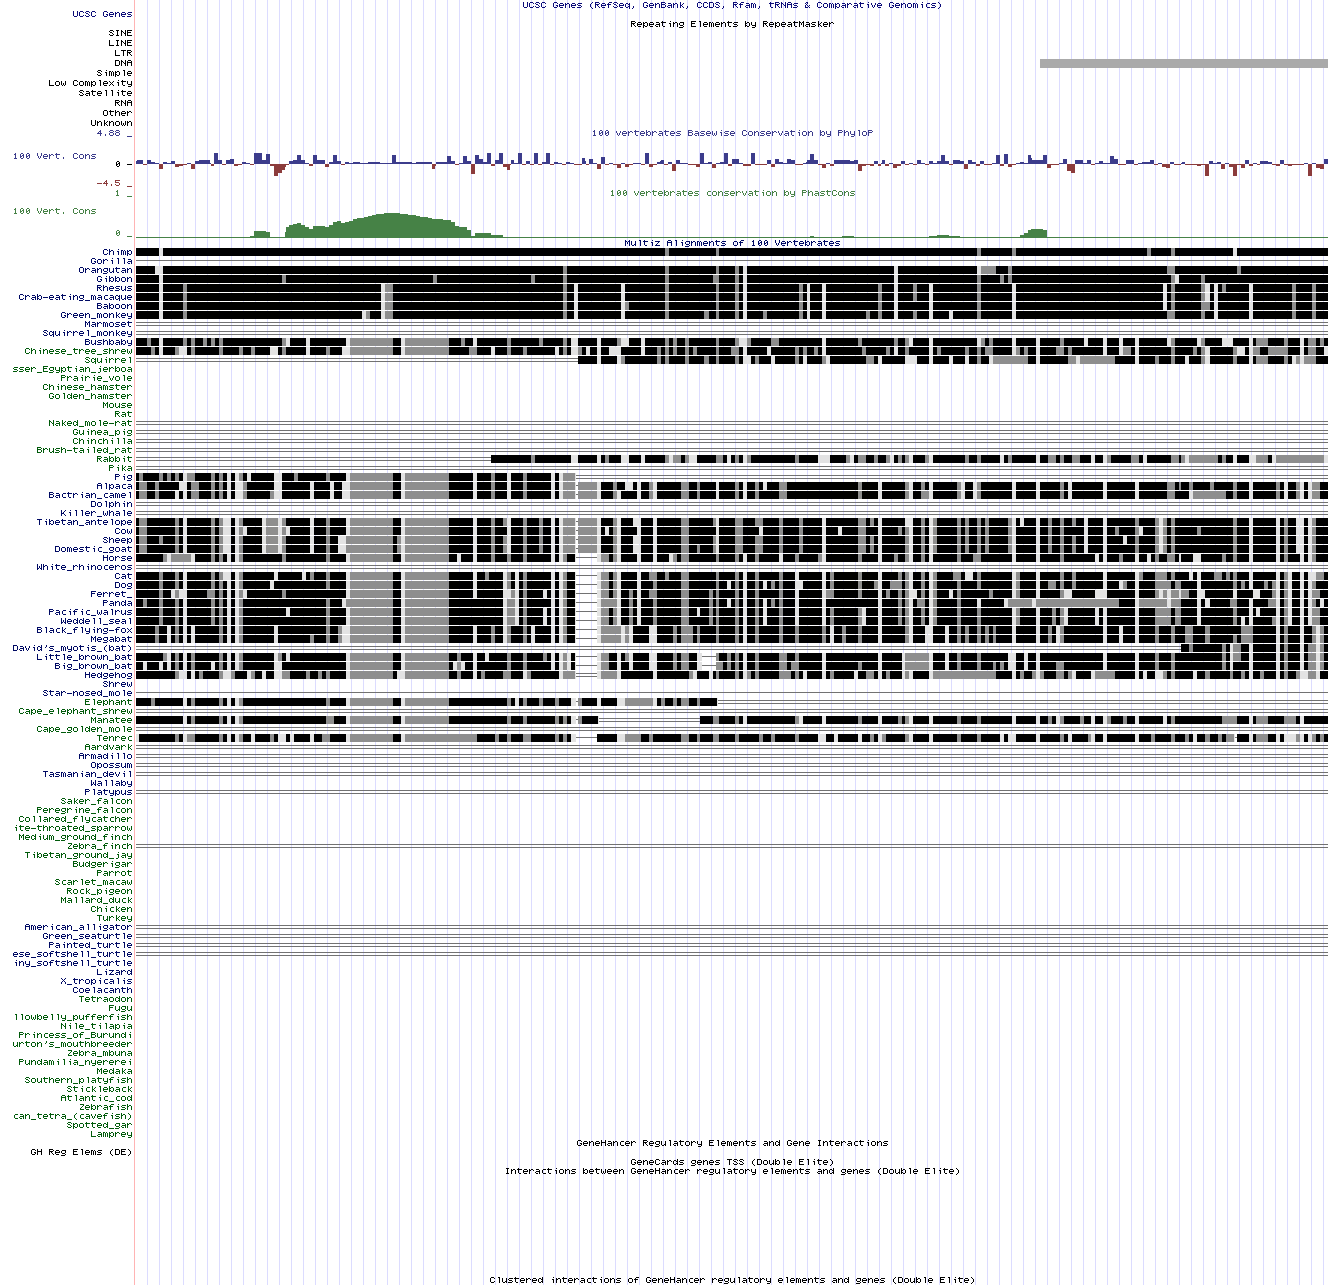 UCSC Genes (RefSeq, GenBank, CCDS, Rfam, tRNAs & Comparative Genomics)
UCSC Genes
Repeating Elements by RepeatMasker
SINE
LINE
LTR
DNA
Simple
Low Complexity
Satellite
RNA
Other
Unknown
4.88 _
100 vertebrates Basewise Conservation by PhyloP
100 Vert. Cons
0 _
-4.5 _
1 _
100 vertebrates conservation by PhastCons
100 Vert. Cons
0 _
Multiz Alignments of 100 Vertebrates
Chimp
Gorilla
Orangutan
Gibbon
Rhesus
Crab-eating_macaque
Baboon
Green_monkey
Marmoset
Squirrel_monkey
Bushbaby
Chinese_tree_shrew
Squirrel
sser_Egyptian_jerboa
Prairie_vole
Chinese_hamster
Golden_hamster
Mouse
Rat
Naked_mole-rat
Guinea_pig
Chinchilla
Brush-tailed_rat
Rabbit
Pika
Pig
Alpaca
Bactrian_camel
Dolphin
Killer_whale
Tibetan_antelope
Cow
Sheep
Domestic_goat
Horse
White_rhinoceros
Cat
Dog
Ferret_
Panda
Pacific_walrus
Weddell_seal
Black_flying-fox
Megabat
David's_myotis_(bat)
Little_brown_bat
Big_brown_bat
Hedgehog
Shrew
Star-nosed_mole
Elephant
Cape_elephant_shrew
Manatee
Cape_golden_mole
Tenrec
Aardvark
Armadillo
Opossum
Tasmanian_devil
Wallaby
Platypus
Saker_falcon
Peregrine_falcon
Collared_flycatcher
ite-throated_sparrow
Medium_ground_finch
Zebra_finch
Tibetan_ground_jay
Budgerigar
Parrot
Scarlet_macaw
Rock_pigeon
Mallard_duck
Chicken
Turkey
American_alligator
Green_seaturtle
Painted_turtle
ese_softshell_turtle
iny_softshell_turtle
Lizard
X_tropicalis
Coelacanth
Tetraodon
Fugu
llowbelly_pufferfish
Nile_tilapia
Princess_of_Burundi
urton's_mouthbreeder
Zebra_mbuna
Pundamilia_nyererei
Medaka
Southern_platyfish
Stickleback
Atlantic_cod
Zebrafish
can_tetra_(cavefish)
Spotted_gar
Lamprey
GeneHancer Regulatory Elements and Gene Interactions
GH Reg Elems (DE)
GeneCards genes TSS (Double Elite)
Interactions between GeneHancer regulatory elements and genes (Double Elite)
Clustered interactions of GeneHancer regulatory elements and genes (Double Elite)